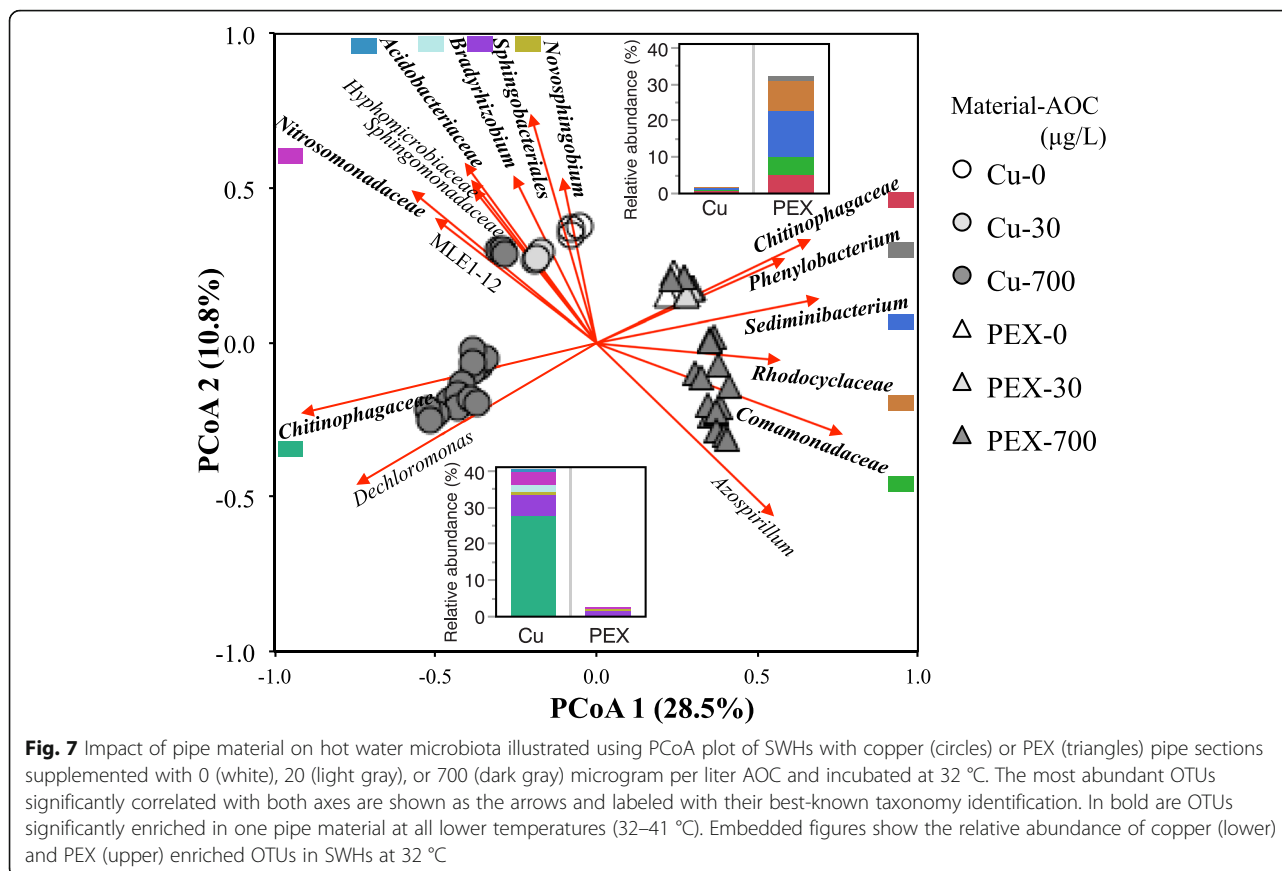 1.0
0.5
0.0
-0.5
-1.0
PCoA 2 (10.8%)
-1.0 -0.5 0.0 0.5 1.0
PCoA 1 (28.5%)
Nitrosomonadaceae
Acidobacteriaceae
Hyphomicrobiaceae
Sphingomonadaceae
Bradyrhizobium
Sphingobacteriales
Novosphingobium
MLE1-12
Chitinophagaceae
Dechloromonas
Relative abundance (%)
40
30
20
10
0
Cu PEX
Chitinophagaceae
Phenylobacterium
Sediminibacterium
Rhodocyclaceae
Comamonadaceae
Azospirillum
Relative abundance (%)
40
30
20
10
0
Cu PEX
Material-AOC
(µg/L)
Cu-0
Cu-30
Cu-700
PEX-0
PEX-30
PEX-700
Fig. 7 Impact of pipe material on hot water microbiota illustrated using PCoA plot of SWHs with copper (circles) or PEX (triangles) pipe sections
supplemented with 0 (white), 20 (light gray), or 700 (dark gray) microgram per liter AOC and incubated at 32 °C. The most abundant OTUs
significantly correlated with both axes are shown as the arrows and labeled with their best-known taxonomy identification. In bold are OTUs
significantly enriched in one pipe material at all lower temperatures (32–41 °C). Embedded figures show the relative abundance of copper (lower)
and PEX (upper) enriched OTUs in SWHs at 32 °C